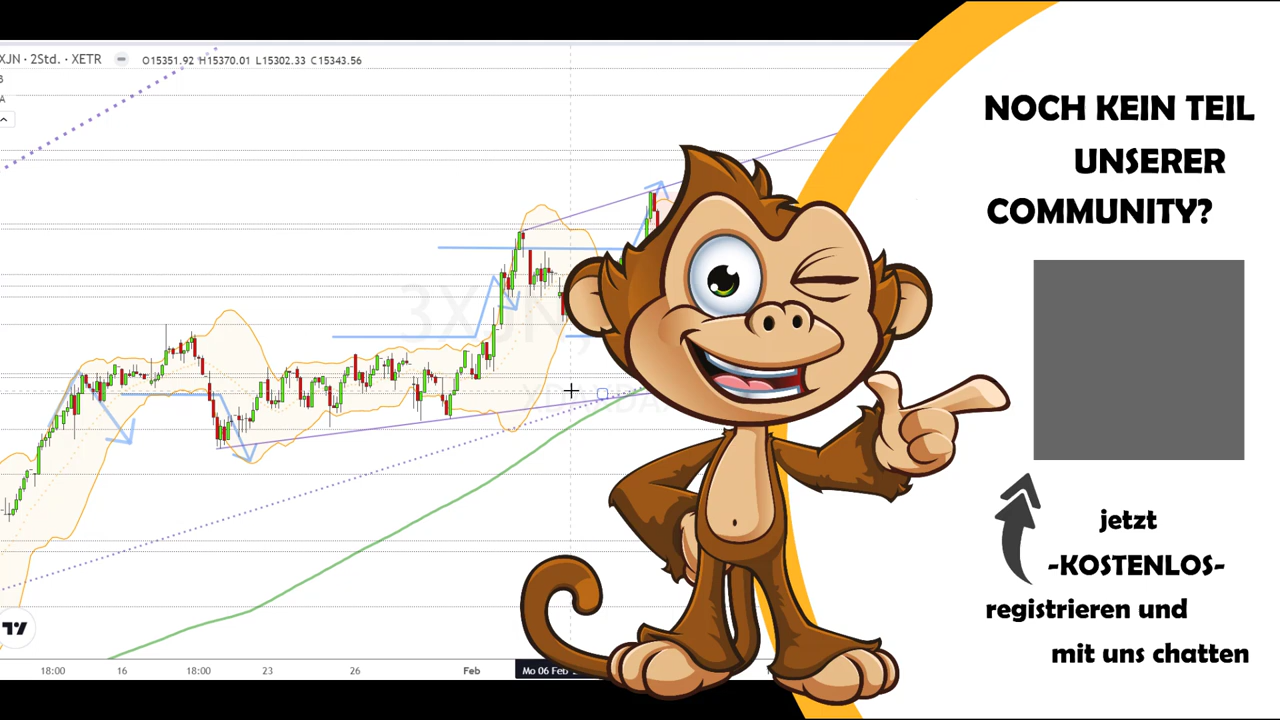 XJN · 2Std. · XETR
O15351.92 H15370.01 L15302.33 C15343.56
B
A
3XJN,
18:00
16
18:00
23
26
Feb
Mo 06 Feb
NOCH KEIN TEIL
UNSERER
COMMUNITY?
jetzt
-KOSTENLOS-
registrieren und
mit uns chatten